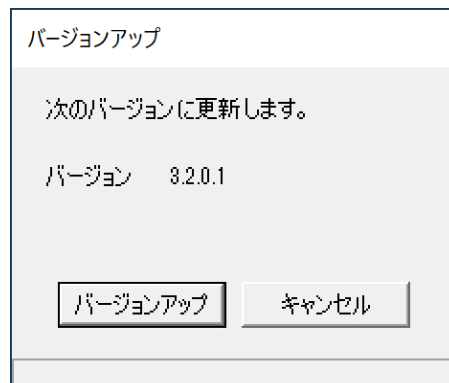 バージョンアップ
次のバージョンに更新します。
バージョン 3.2.0.1
バージョンアップ キャンセル